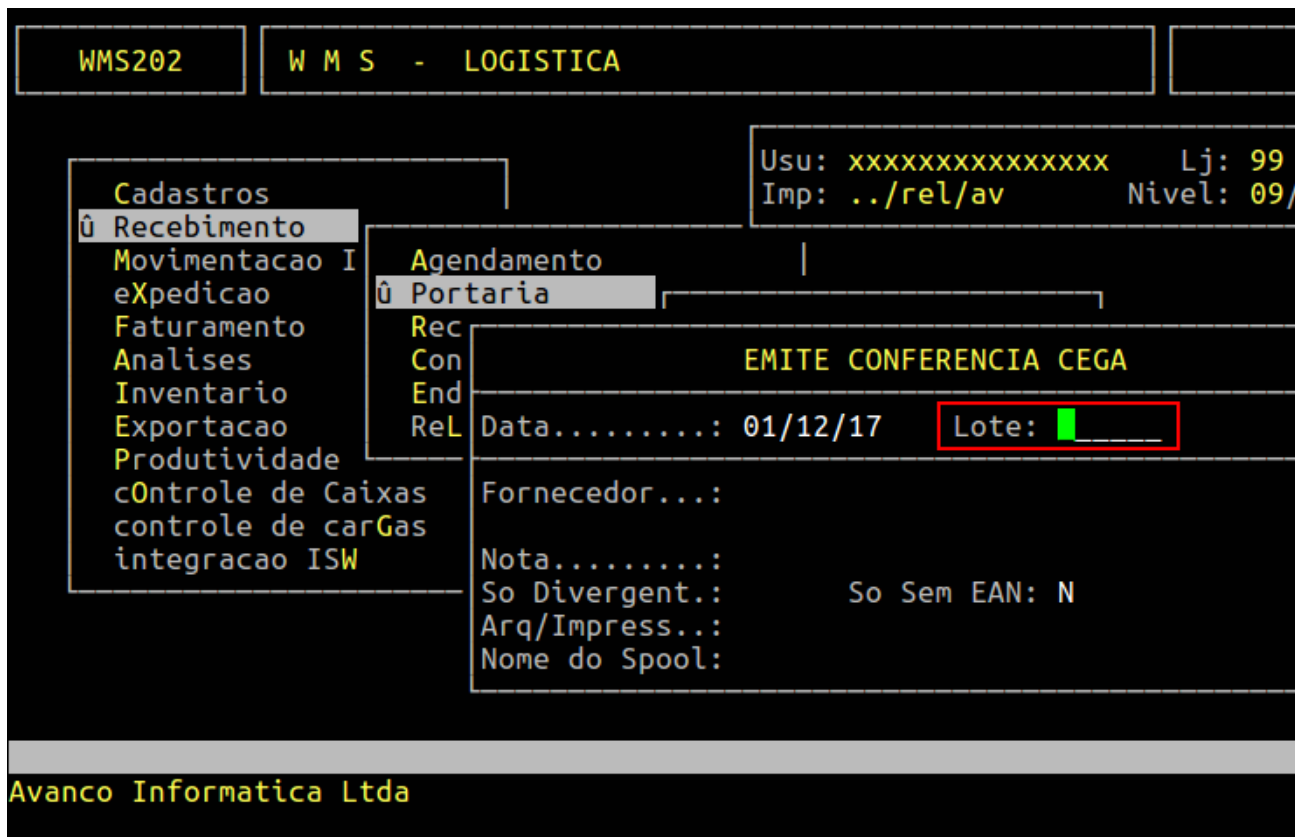 WMS202 W M S - LOGISTICA
Usu: xxxxxxxxxxxxxxx Lj: 99
Imp: ../rel/av Nivel: 09/
Cadastros
û Recebimento
Movimentacao I
eXpedicao
Faturamento
Analises
Inventario
Exportacao
Produtividade
cOntrole de Caixas
controle de carGas
integracao ISW
Agendamento
û Portaria
Rec
Con
End
ReL
EMITE CONFERENCIA CEGA
Data.........: 01/12/17 Lote: _____
Fornecedor...:
Nota.........:
So Divergent.: So Sem EAN: N
Arq/Impress..:
Nome do Spool:
Avanco Informatica Ltda